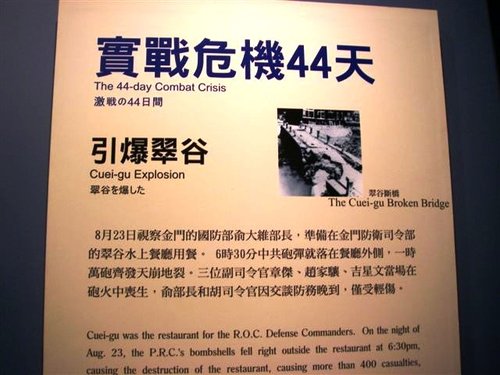 實戰危機44天
The 44-day Combat Crisis
激戦の44日間
引爆翠谷
Cuei-gu Explosion
翠谷を爆した
翠谷斷橋
The Cuei-gu Broken Bridge
8月23日視察金門的國防部俞大維部長，準備在金門防衛司令部
的翠谷水上餐廳用餐。 6時30分中共砲彈就落在餐廳外側，一時
萬砲齊發天崩地裂。三位副司令官章傑、趙家驤、吉星文當場在
砲火中喪生，俞部長和胡司令官因交談防務晚到，僅受輕傷。
Cuei-gu was the restaurant for the R.O.C. Defense Commanders. On the night of
Aug. 23, the P.R.C.'s bombshells fell right outside the restaurant at 6:30pm,
causing the destruction of the restaurant, causing more than 400 casualties,